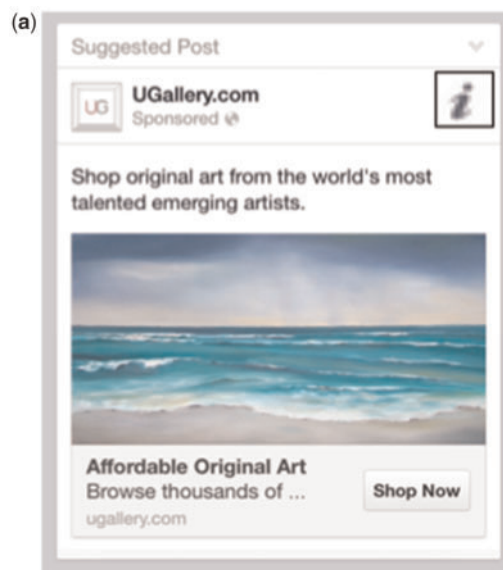 (a)
Suggested Post
UG
UGallery.com
Sponsored
i
Shop original art from the world's most
talented emerging artists.
Affordable Original Art
Browse thousands of ...
Shop Now
ugallery.com